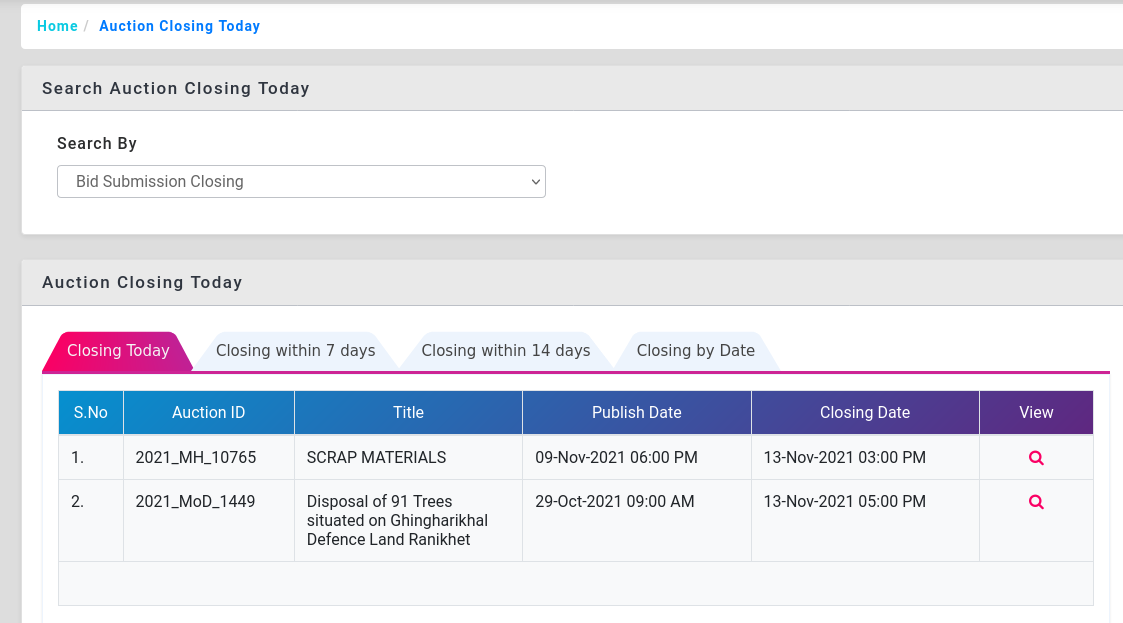 Home / Auction Closing Today
Search Auction Closing Today
Search By
Bid Submission Closing
Auction Closing Today
Closing Today Closing within 7 days Closing within 14 days Closing by Date
S.No Auction ID Title Publish Date Closing Date View
1. 2021_MH_10765 SCRAP MATERIALS 09-Nov-2021 06:00 PM 13-Nov-2021 03:00 PM
2. 2021_MoD_1449 Disposal of 91 Trees 29-Oct-2021 09:00 AM 13-Nov-2021 05:00 PM
situated on Ghingharikhal
Defence Land Ranikhet